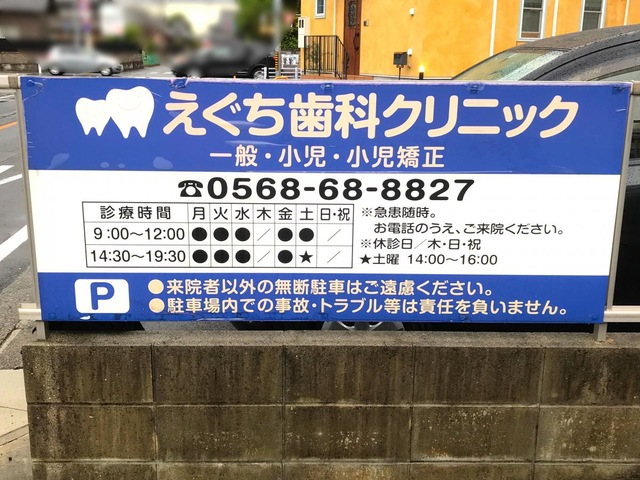 えぐち歯科クリニック
一般・小児・小児矯正
☎0568-68-8827
診療時間 月 火 水 木 金 土 日・祝
9:00〜12:00 ● ● ● ／ ● ● ／
14:30〜19:30 ● ● ● ／ ● ★ ／
※急患随時。
お電話のうえ、ご来院ください。
※休診日／木・日・祝
★土曜 14:00〜16:00
P
●来院者以外の無断駐車はご遠慮ください。
●駐車場内での事故・トラブル等は責任を負いません。